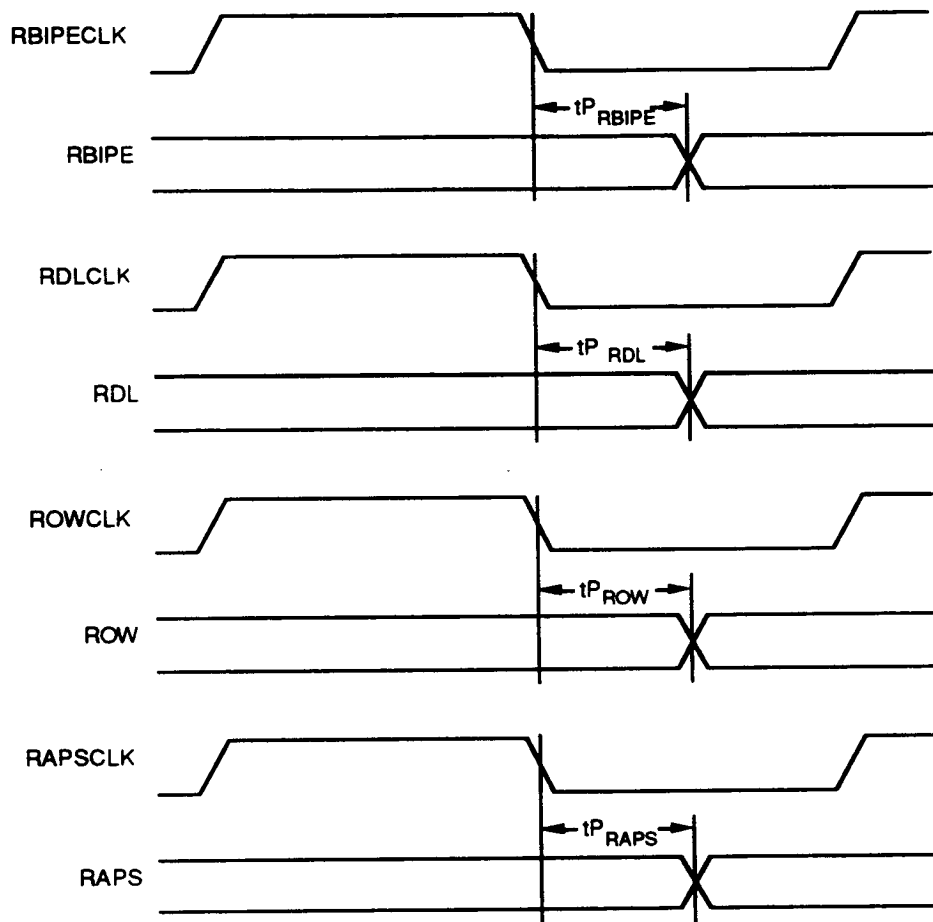 RBIPECLK
tP RBIPE
RBIPE
RDLCLK
tP RDL
RDL
ROWCLK
tP ROW
ROW
RAPSCLK
tP RAPS
RAPS